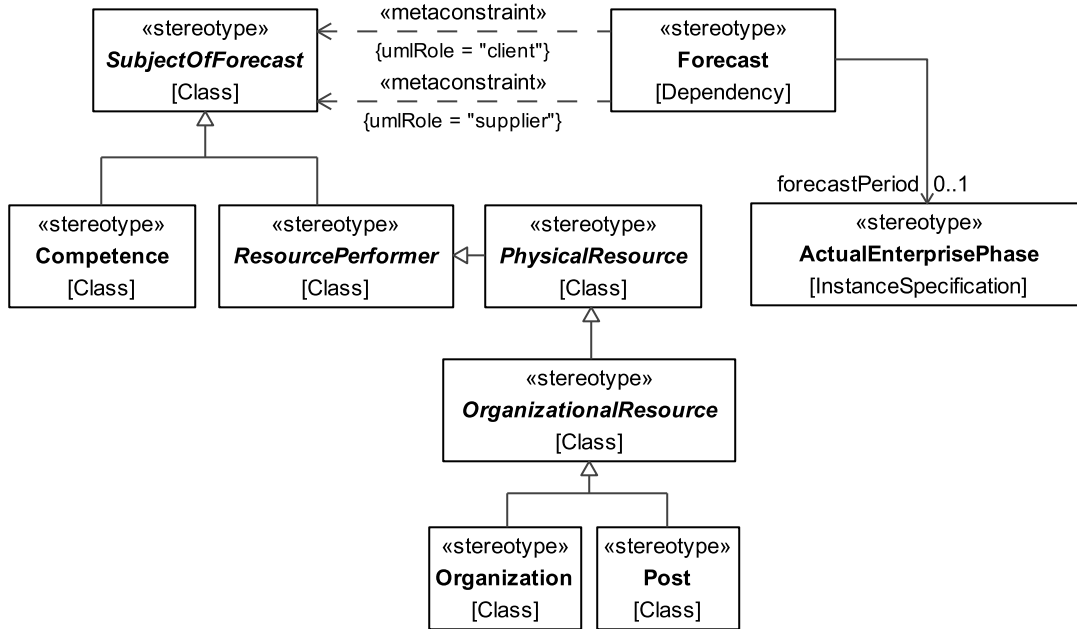 «stereotype»
SubjectOfForecast
[Class]
«metaconstraint»
{umlRole = "client"}
«metaconstraint»
{umlRole = "supplier"}
«stereotype»
Forecast
[Dependency]
forecastPeriod 0..1
«stereotype»
Competence
[Class]
«stereotype»
ResourcePerformer
[Class]
«stereotype»
PhysicalResource
[Class]
«stereotype»
ActualEnterprisePhase
[InstanceSpecification]
«stereotype»
OrganizationalResource
[Class]
«stereotype»
Organization
[Class]
«stereotype»
Post
[Class]